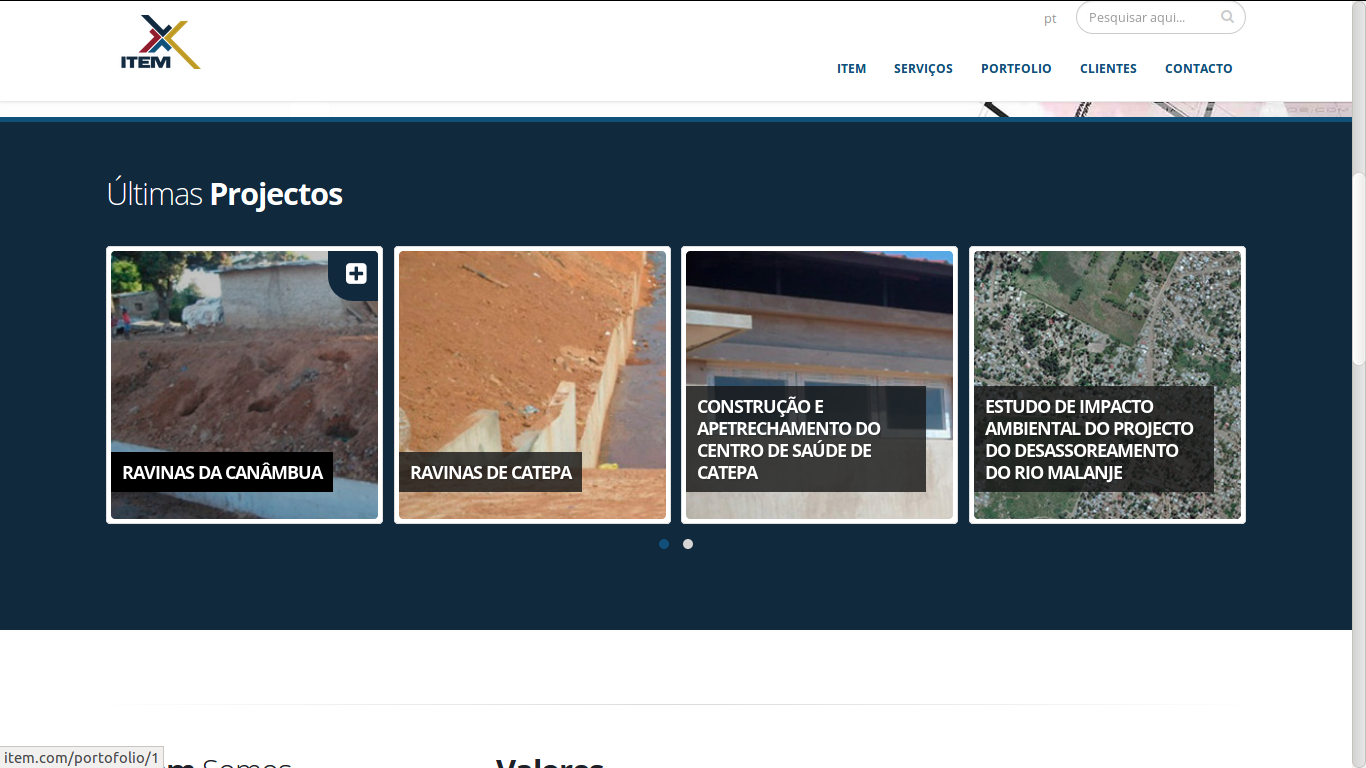 pt
Pesquisar aqui...
ITEM
ITEM
SERVIÇOS
PORTFOLIO
CLIENTES
CONTACTO
Últimas Projectos
RAVINAS DA CANÂMBUA
RAVINAS DE CATEPA
CONSTRUÇÃO E
APETRECHAMENTO DO
CENTRO DE SAÚDE DE
CATEPA
ESTUDO DE IMPACTO
AMBIENTAL DO PROJECTO
DO DESASSOREAMENTO
DO RIO MALANJE
Somos
Valores
item.com/portofolio/1